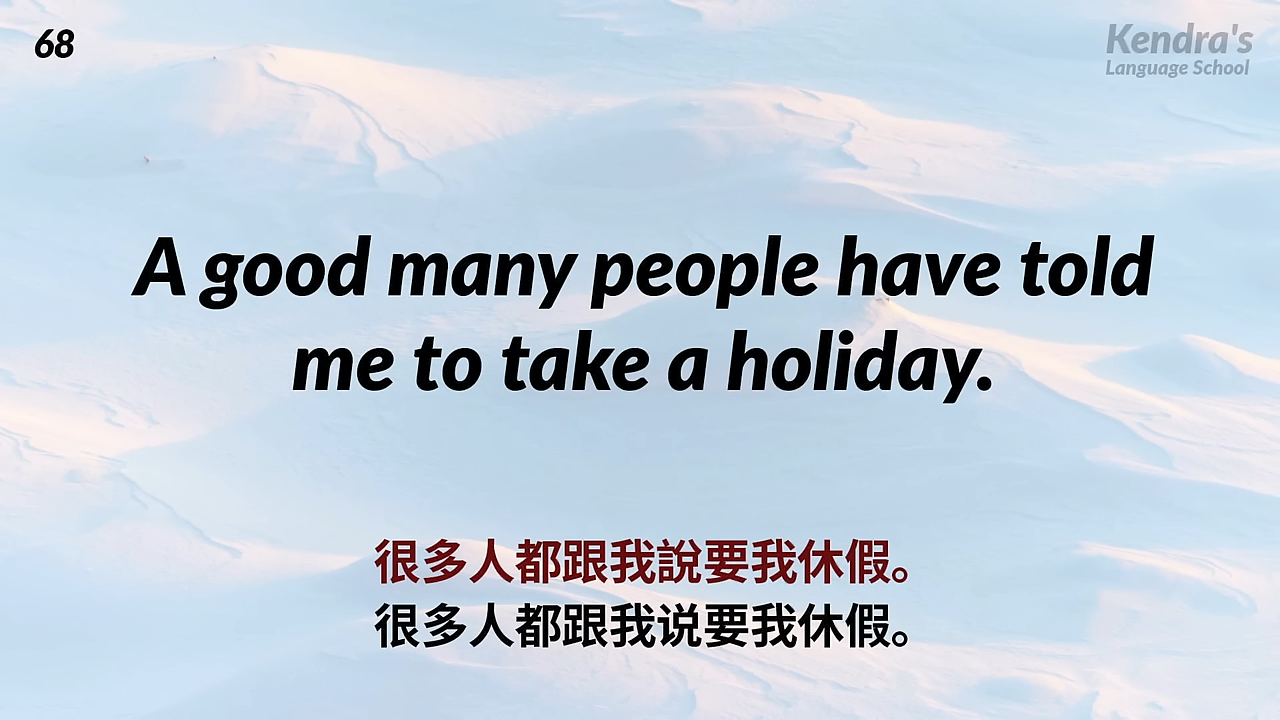 68
Kendra's
Language School
A good many people have told
me to take a holiday.
很多人都跟我說要我休假。
很多人都跟我说要我休假。